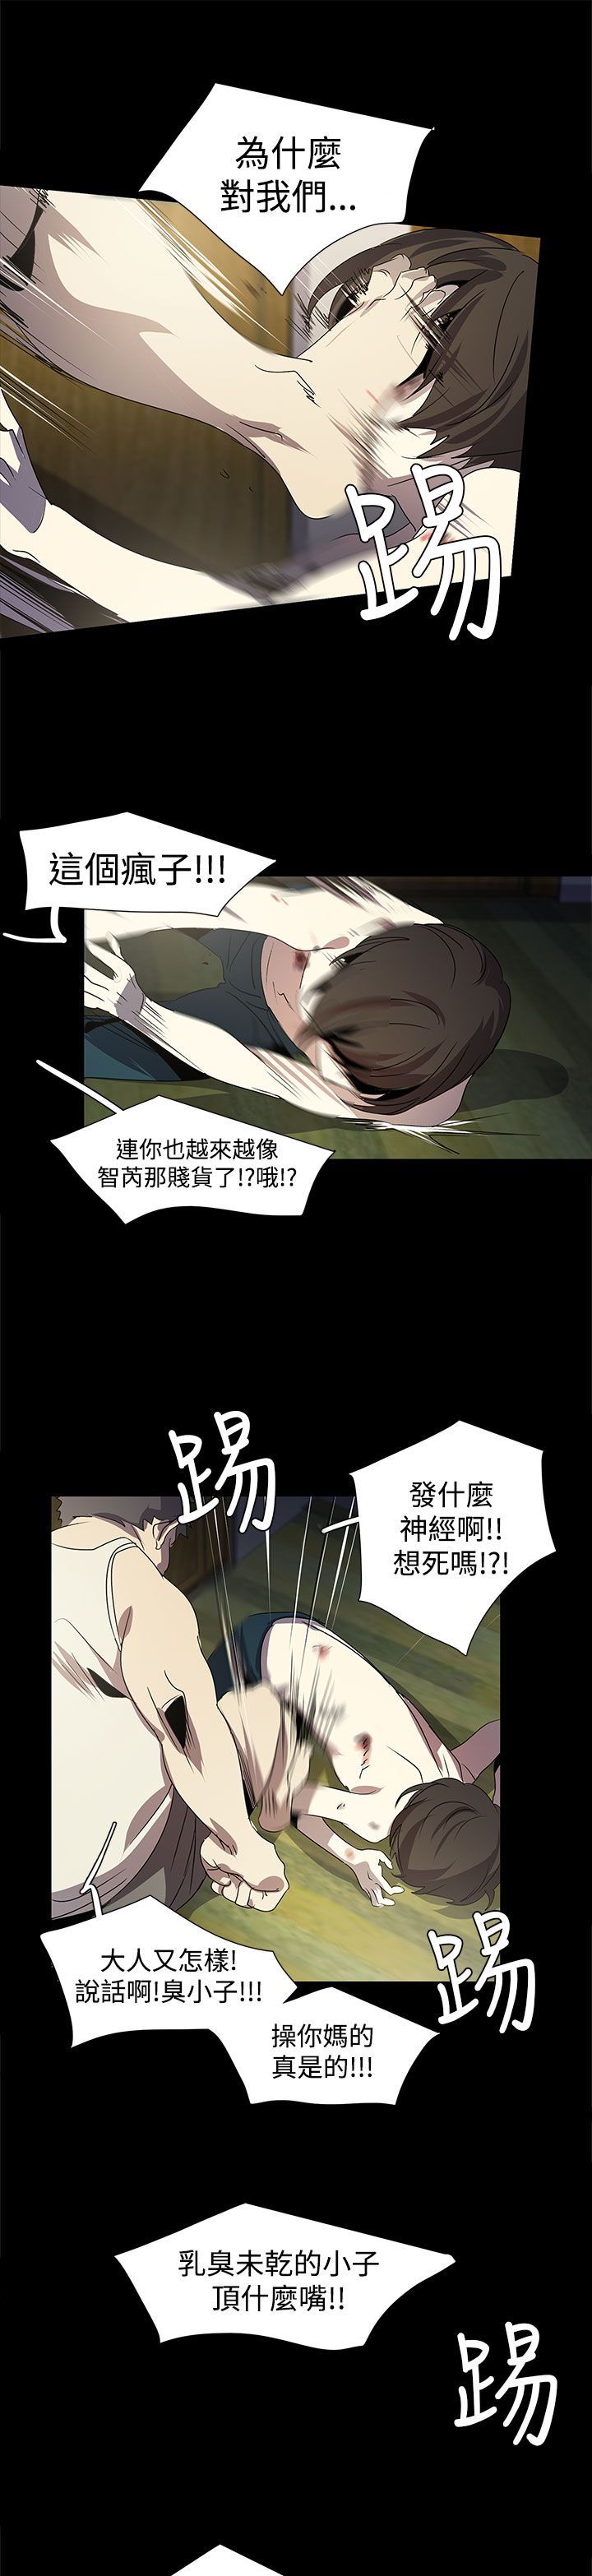 為什麼
對我們...
踢
這個瘋子!!!
連你也越來越像
智芮那賤貨了!?哦!?
踢
發什麼
神經啊!!
想死嗎!?!
大人又怎樣!
說話啊!臭小子!!!
踢
操你媽的
真是的!!!
乳臭未乾的小子
頂什麼嘴!!
踢